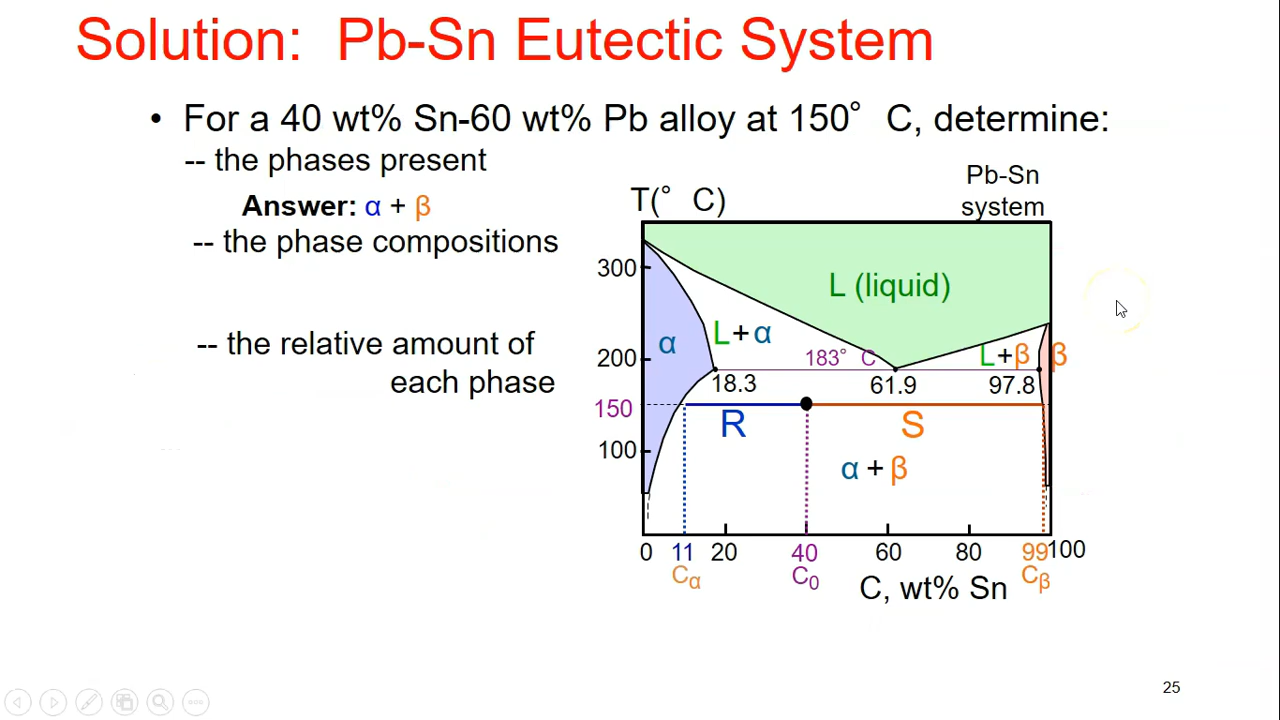 Solution: Pb-Sn Eutectic System
• For a 40 wt% Sn-60 wt% Pb alloy at 150° C, determine:
-- the phases present
Answer: α + β
-- the phase compositions
-- the relative amount of
each phase
Pb-Sn
system
T(° C)
300
L (liquid)
L+α
α
200
183° C
L+β
β
18.3
61.9
97.8
150
R
S
100
α + β
0
11
20
40
60
80
99
100
Cα
C0
Cβ
C, wt% Sn
25